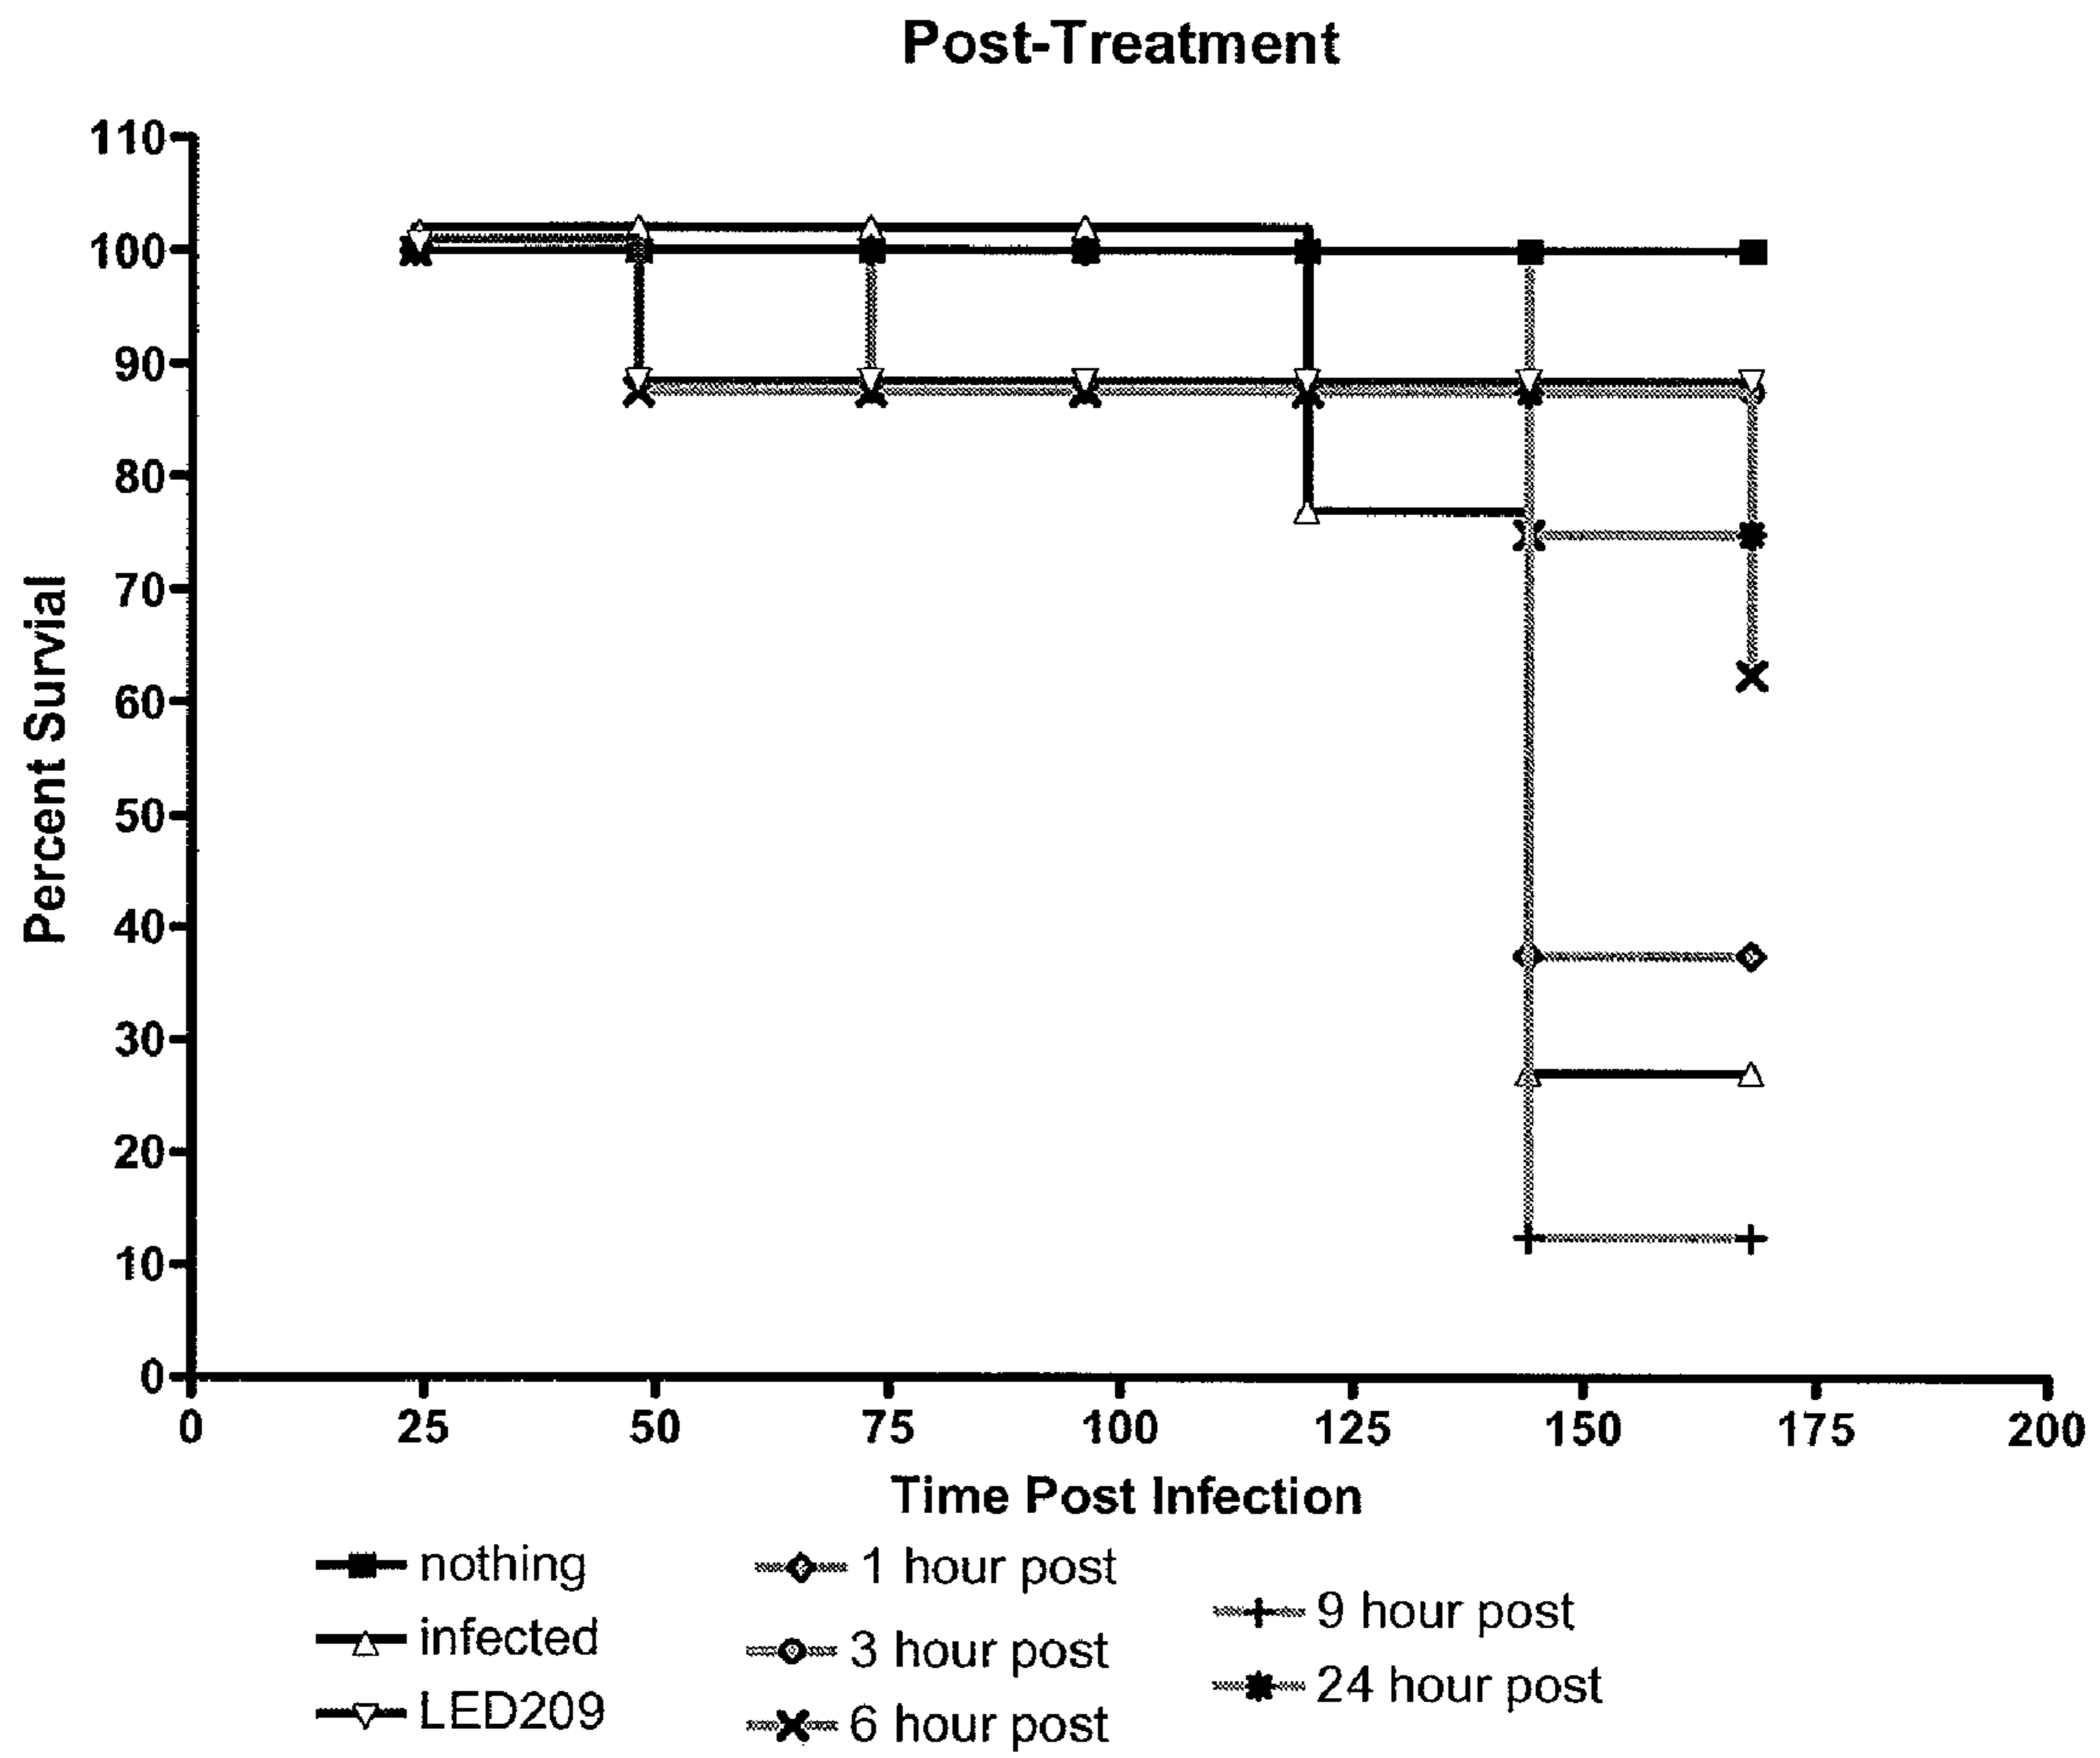 Post-Treatment
110
100
90
80
70
60
50
40
30
20
10
0
Percent Survial
0 25 50 75 100 125 150 175 200
Time Post Infection
nothing
infected
LED209
1 hour post
3 hour post
6 hour post
9 hour post
24 hour post